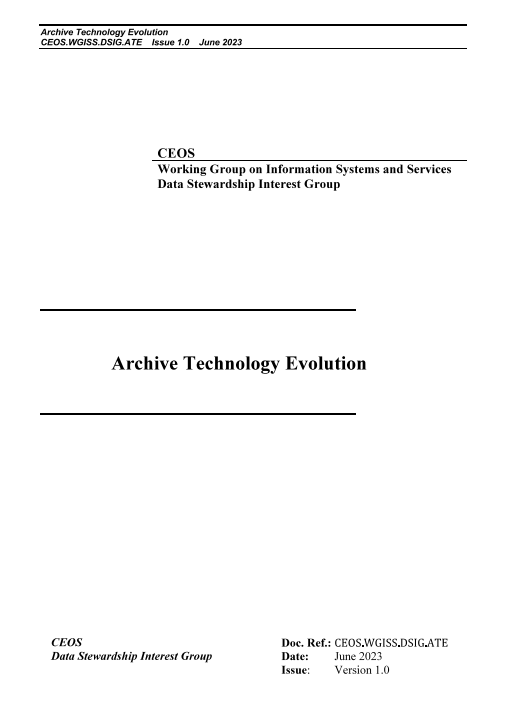 Archive Technology Evolution
CEOS.WGISS.DSIG.ATE Issue 1.0 June 2023
CEOS
Working Group on Information Systems and Services
Data Stewardship Interest Group
Archive Technology Evolution
CEOS
Data Stewardship Interest Group
Doc. Ref.: CEOS.WGISS.DSIG.ATE
Date: June 2023
Issue: Version 1.0